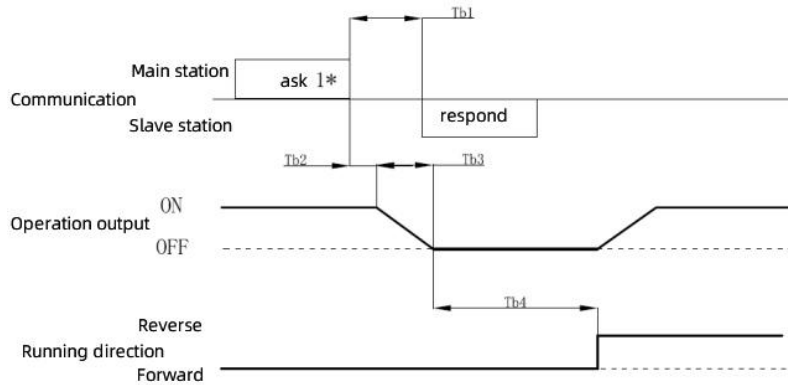 Tb1
Main station
ask 1*
Communication
respond
Slave station
Tb2
Tb3
ON
Operation output
OFF
Tb4
Reverse
Running direction
Forward